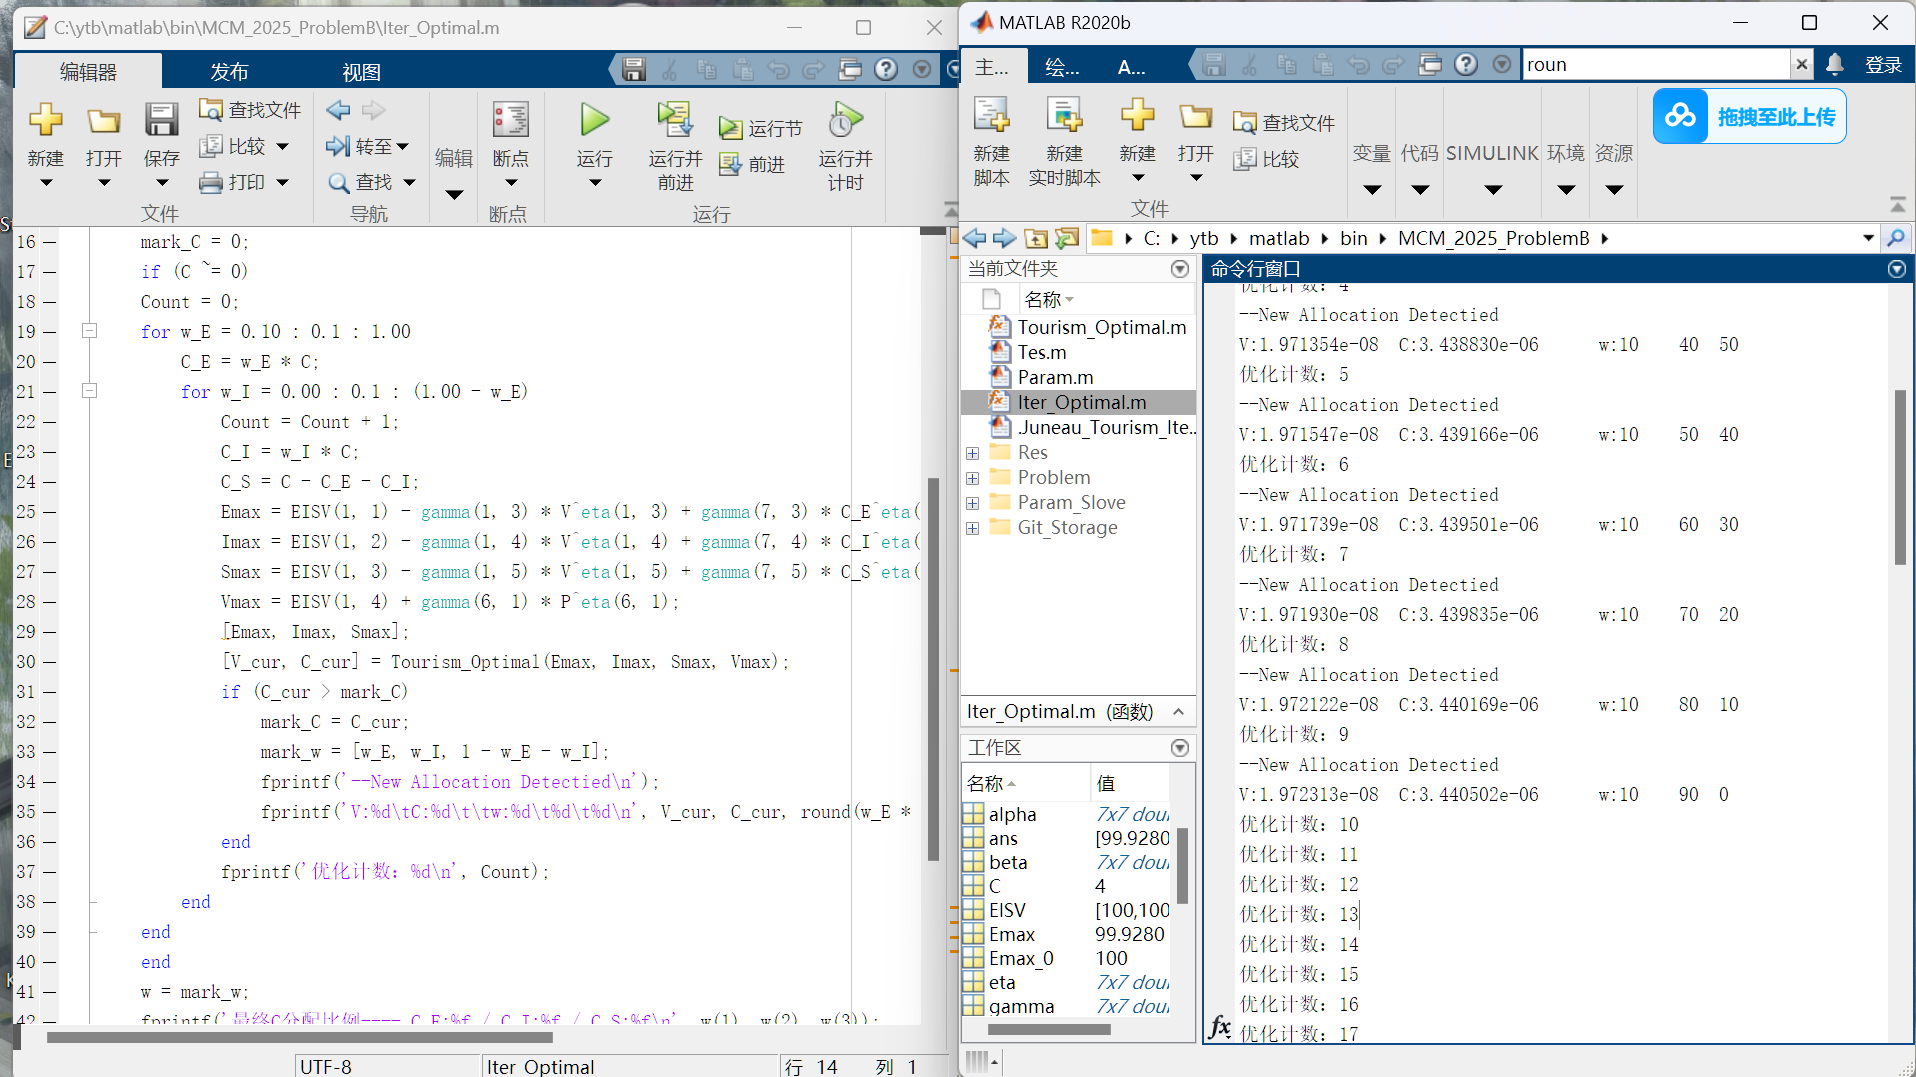 C:\ytb\matlab\bin\MCM_2025_ProblemB\Iter_Optimal.m
编辑器 发布 视图
新建 打开 保存 查找文件 比较 打印 文件
转至 查找 导航
编辑
断点 断点
运行 运行并前进 运行节 前进 运行并计时 运行
16 — mark_C = 0;
17 — if (C ~= 0)
18 — Count = 0;
19 — for w_E = 0.10 : 0.1 : 1.00
20 — C_E = w_E * C;
21 — for w_I = 0.00 : 0.1 : (1.00 - w_E)
22 — Count = Count + 1;
23 — C_I = w_I * C;
24 — C_S = C - C_E - C_I;
25 — Emax = EISV(1, 1) - gamma(1, 3) * V^eta(1, 3) + gamma(7, 3) * C_E^eta(
26 — Imax = EISV(1, 2) - gamma(1, 4) * V^eta(1, 4) + gamma(7, 4) * C_I^eta(
27 — Smax = EISV(1, 3) - gamma(1, 5) * V^eta(1, 5) + gamma(7, 5) * C_S^eta(
28 — Vmax = EISV(1, 4) + gamma(6, 1) * P^eta(6, 1);
29 — [Emax, Imax, Smax];
30 — [V_cur, C_cur] = Tourism_Optimal(Emax, Imax, Smax, Vmax);
31 — if (C_cur > mark_C)
32 — mark_C = C_cur;
33 — mark_w = [w_E, w_I, 1 - w_E - w_I];
34 — fprintf('--New Allocation Detectied\n');
35 — fprintf('V:%d\tC:%d\t\tw:%d\t%d\t%d\n', V_cur, C_cur, round(w_E *
36 — end
37 — fprintf('优化计数：%d\n', Count);
38 — end
39 — end
40 — end
41 — w = mark_w;
42 — fprintf('最终C分配比例---- C_E:%f / C_I:%f / C_S:%f\n', w(1), w(2), w(3));
UTF-8 Iter_Optimal 行 14 列 1
MATLAB R2020b
主... 绘... A... roun 登录
新建脚本 新建实时脚本 新建 打开 查找文件 比较 文件
变量 代码 SIMULINK 环境 资源
拖拽至此上传
C: ytb matlab bin MCM_2025_ProblemB
当前文件夹
名称
Tourism_Optimal.m
Tes.m
Param.m
Iter_Optimal.m
Juneau_Tourism_Ite..
Res
Problem
Param_Slove
Git_Storage
Iter_Optimal.m (函数)
工作区
名称 值
alpha 7x7 dou
ans [99.9280
beta 7x7 dou
C 4
EISV [100,100
Emax 99.9280
Emax_0 100
eta 7x7 dou
gamma 7x7 dou
命令行窗口
优化计数：4
--New Allocation Detectied
V:1.971354e-08 C:3.438830e-06 w:10 40 50
优化计数：5
--New Allocation Detectied
V:1.971547e-08 C:3.439166e-06 w:10 50 40
优化计数：6
--New Allocation Detectied
V:1.971739e-08 C:3.439501e-06 w:10 60 30
优化计数：7
--New Allocation Detectied
V:1.971930e-08 C:3.439835e-06 w:10 70 20
优化计数：8
--New Allocation Detectied
V:1.972122e-08 C:3.440169e-06 w:10 80 10
优化计数：9
--New Allocation Detectied
V:1.972313e-08 C:3.440502e-06 w:10 90 0
优化计数：10
优化计数：11
优化计数：12
优化计数：13
优化计数：14
优化计数：15
优化计数：16
优化计数：17
fx